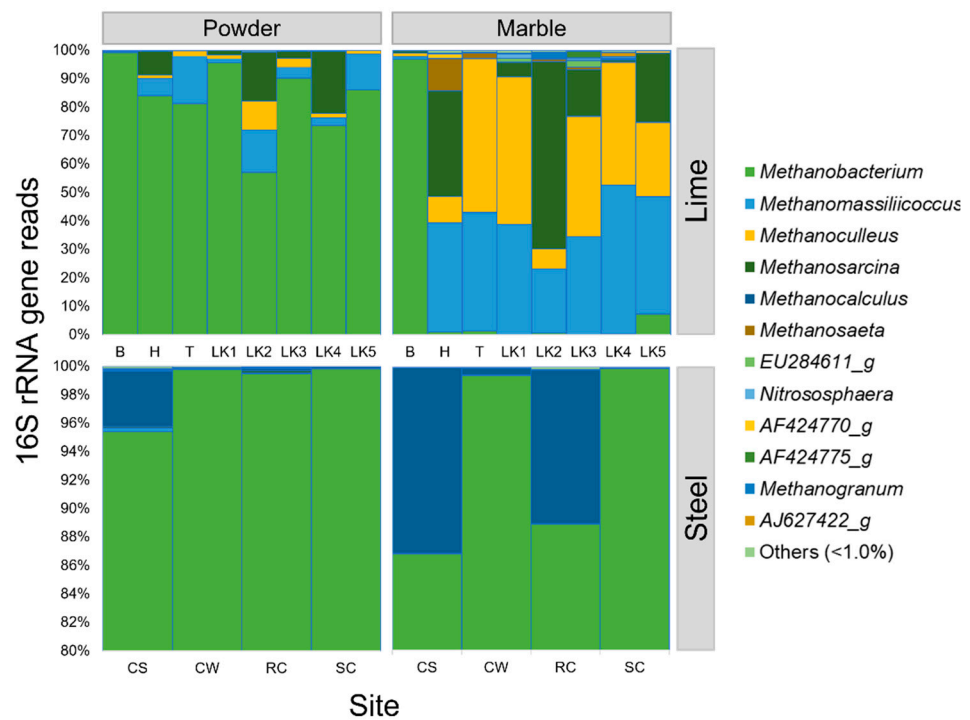 Powder Marble
100%
90%
80%
70%
60%
50%
40%
30%
20%
10%
0%
Lime
B H T LK1 LK2 LK3 LK4 LK5 B H T LK1 LK2 LK3 LK4 LK5
100%
98%
96%
94%
92%
90%
88%
86%
84%
82%
80%
Steel
CS CW RC SC CS CW RC SC
16S rRNA gene reads
Site
Methanobacterium
Methanomassiliicoccus
Methanoculleus
Methanosarcina
Methanocalculus
Methanosaeta
EU284611_g
Nitrososphaera
AF424770_g
AF424775_g
Methanogranum
AJ627422_g
Others (<1.0%)